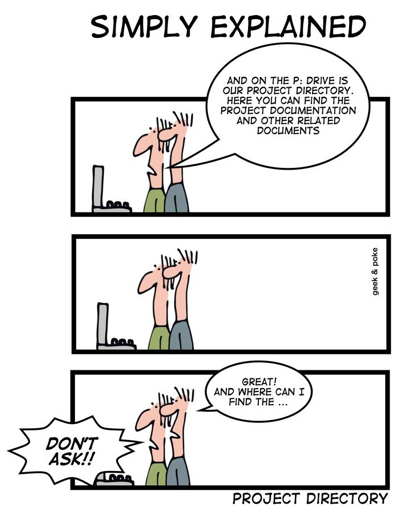 SIMPLY EXPLAINED
AND ON THE P: DRIVE IS
OUR PROJECT DIRECTORY.
HERE YOU CAN FIND THE
PROJECT DOCUMENTATION
AND OTHER RELATED
DOCUMENTS
geek & poke
GREAT!
AND WHERE CAN I
FIND THE ...
DON'T
ASK!!
PROJECT DIRECTORY